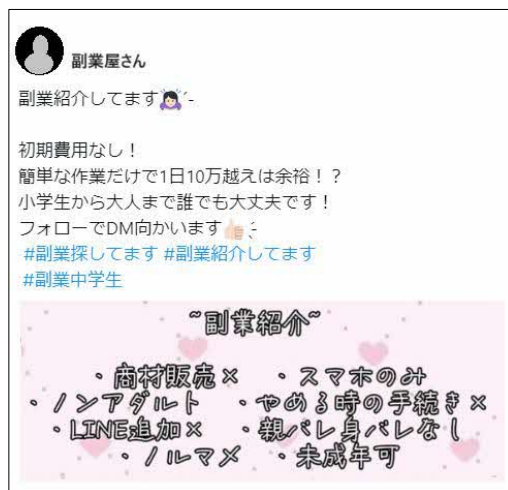 副業屋さん
副業紹介してます🙇🏻‍♀️´-
初期費用なし！
簡単な作業だけで1日10万越えは余裕！？
小学生から大人まで誰でも大丈夫です！
フォローでDM向かいます👍🏻 ̖́-
#副業探してます #副業紹介してます
#副業中学生
~副業紹介~
・商材販売× ・スマホのみ
・ノンアダルト ・やめる時の手続き×
・LINE追加× ・親バレ身バレなし
・ノルマ× ・未成年可